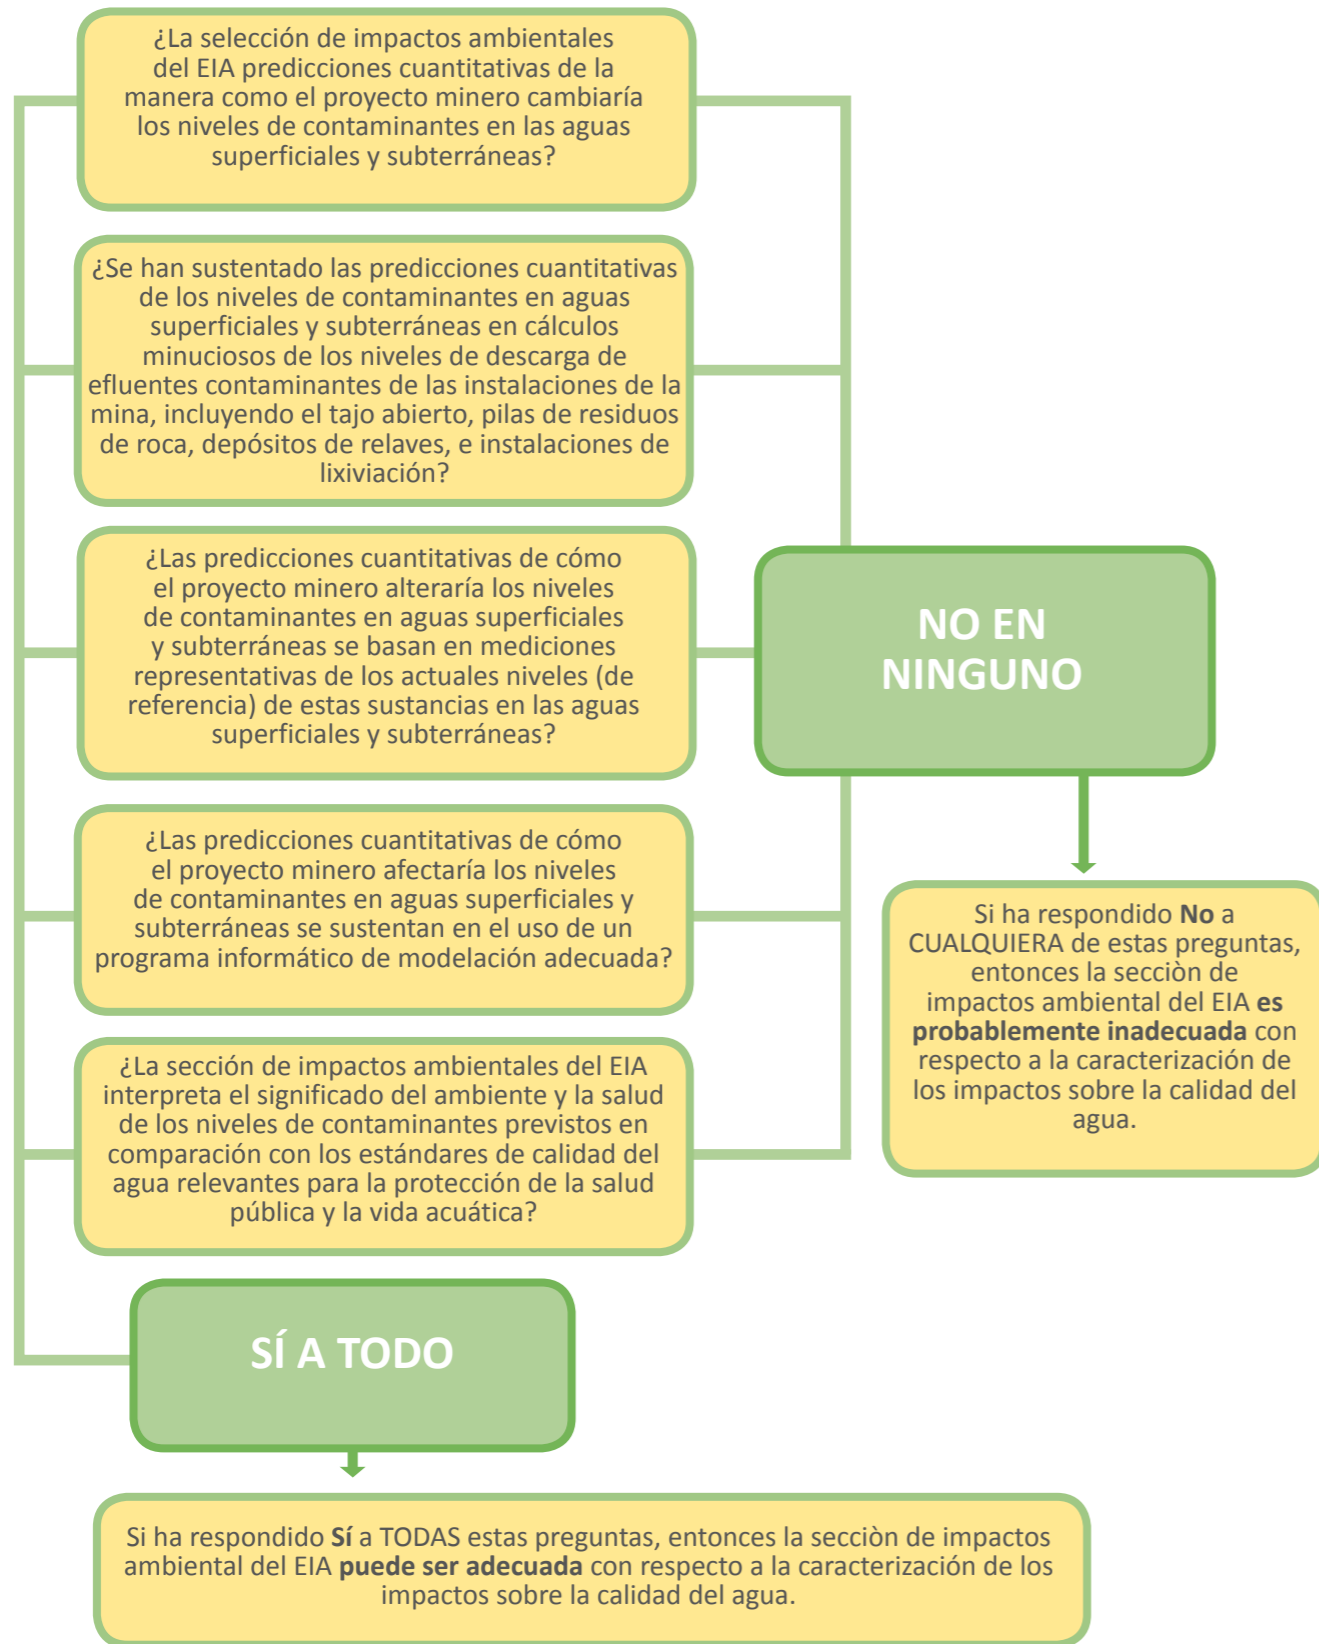 ¿La selección de impactos ambientales
del EIA predicciones cuantitativas de la
manera como el proyecto minero cambiaría
los niveles de contaminantes en las aguas
superficiales y subterráneas?
¿Se han sustentado las predicciones cuantitativas
de los niveles de contaminantes en aguas
superficiales y subterráneas en cálculos
minuciosos de los niveles de descarga de
efluentes contaminantes de las instalaciones de la
mina, incluyendo el tajo abierto, pilas de residuos
de roca, depósitos de relaves, e instalaciones de
lixiviación?
¿Las predicciones cuantitativas de cómo
el proyecto minero alteraría los niveles
de contaminantes en aguas superficiales
y subterráneas se basan en mediciones
representativas de los actuales niveles (de
referencia) de estas sustancias en las aguas
superficiales y subterráneas?
NO EN
NINGUNO
¿Las predicciones cuantitativas de cómo
el proyecto minero afectaría los niveles
de contaminantes en aguas superficiales y
subterráneas se sustentan en el uso de un
programa informático de modelación adecuada?
Si ha respondido No a
CUALQUIERA de estas preguntas,
entonces la secciòn de
impactos ambiental del EIA es
probablemente inadecuada con
respecto a la caracterización de
los impactos sobre la calidad del
agua.
¿La sección de impactos ambientales del EIA
interpreta el significado del ambiente y la salud
de los niveles de contaminantes previstos en
comparación con los estándares de calidad del
agua relevantes para la protección de la salud
pública y la vida acuática?
SÍ A TODO
Si ha respondido Sí a TODAS estas preguntas, entonces la secciòn de impactos
ambiental del EIA puede ser adecuada con respecto a la caracterización de los
impactos sobre la calidad del agua.